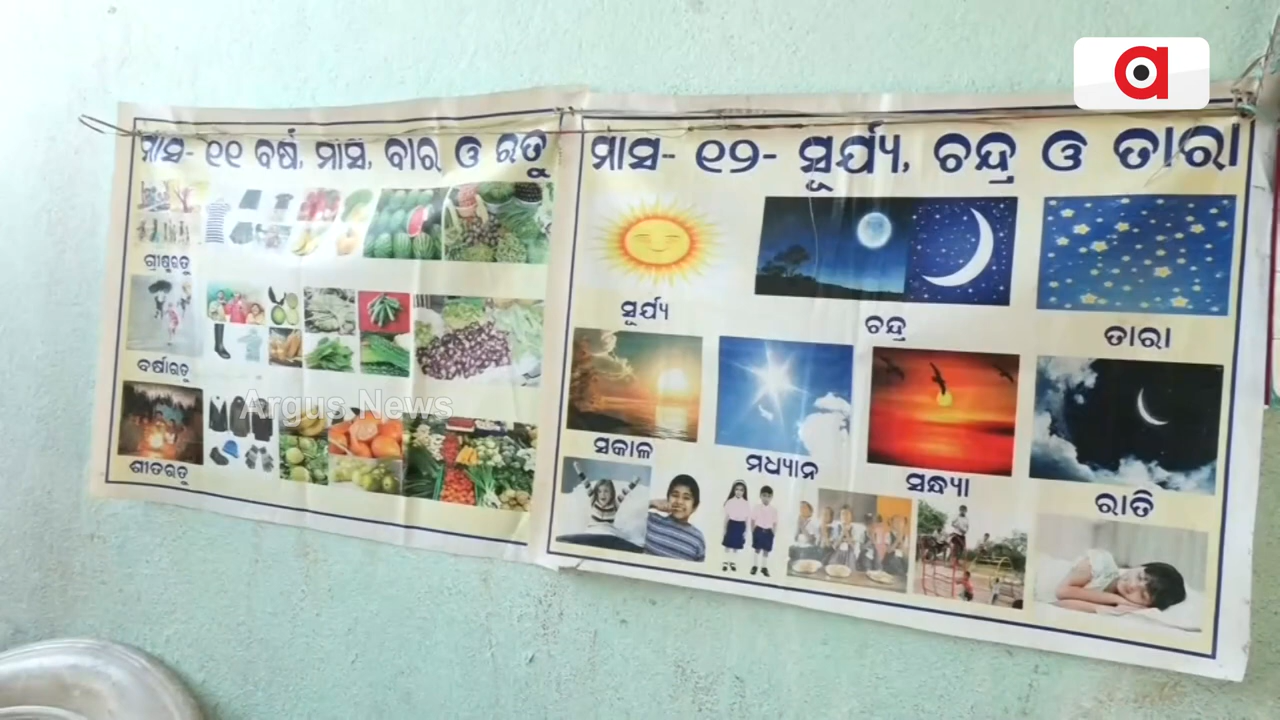 ମାସ- ୧୧ ବର୍ଷ, ମାସ, ବାର ଓ ଋତୁ
ଗ୍ରୀଷ୍ମଋତୁ
ବର୍ଷାଋତୁ
ଶୀତଋତୁ
ମାସ- ୧୨- ସୂର୍ଯ୍ୟ, ଚନ୍ଦ୍ର ଓ ତାରା
ସୂର୍ଯ୍ୟ
ଚନ୍ଦ୍ର
ତାରା
ସକାଳ
ମଧ୍ୟାନ
ସନ୍ଧ୍ୟା
ରାତି
Argus News
a